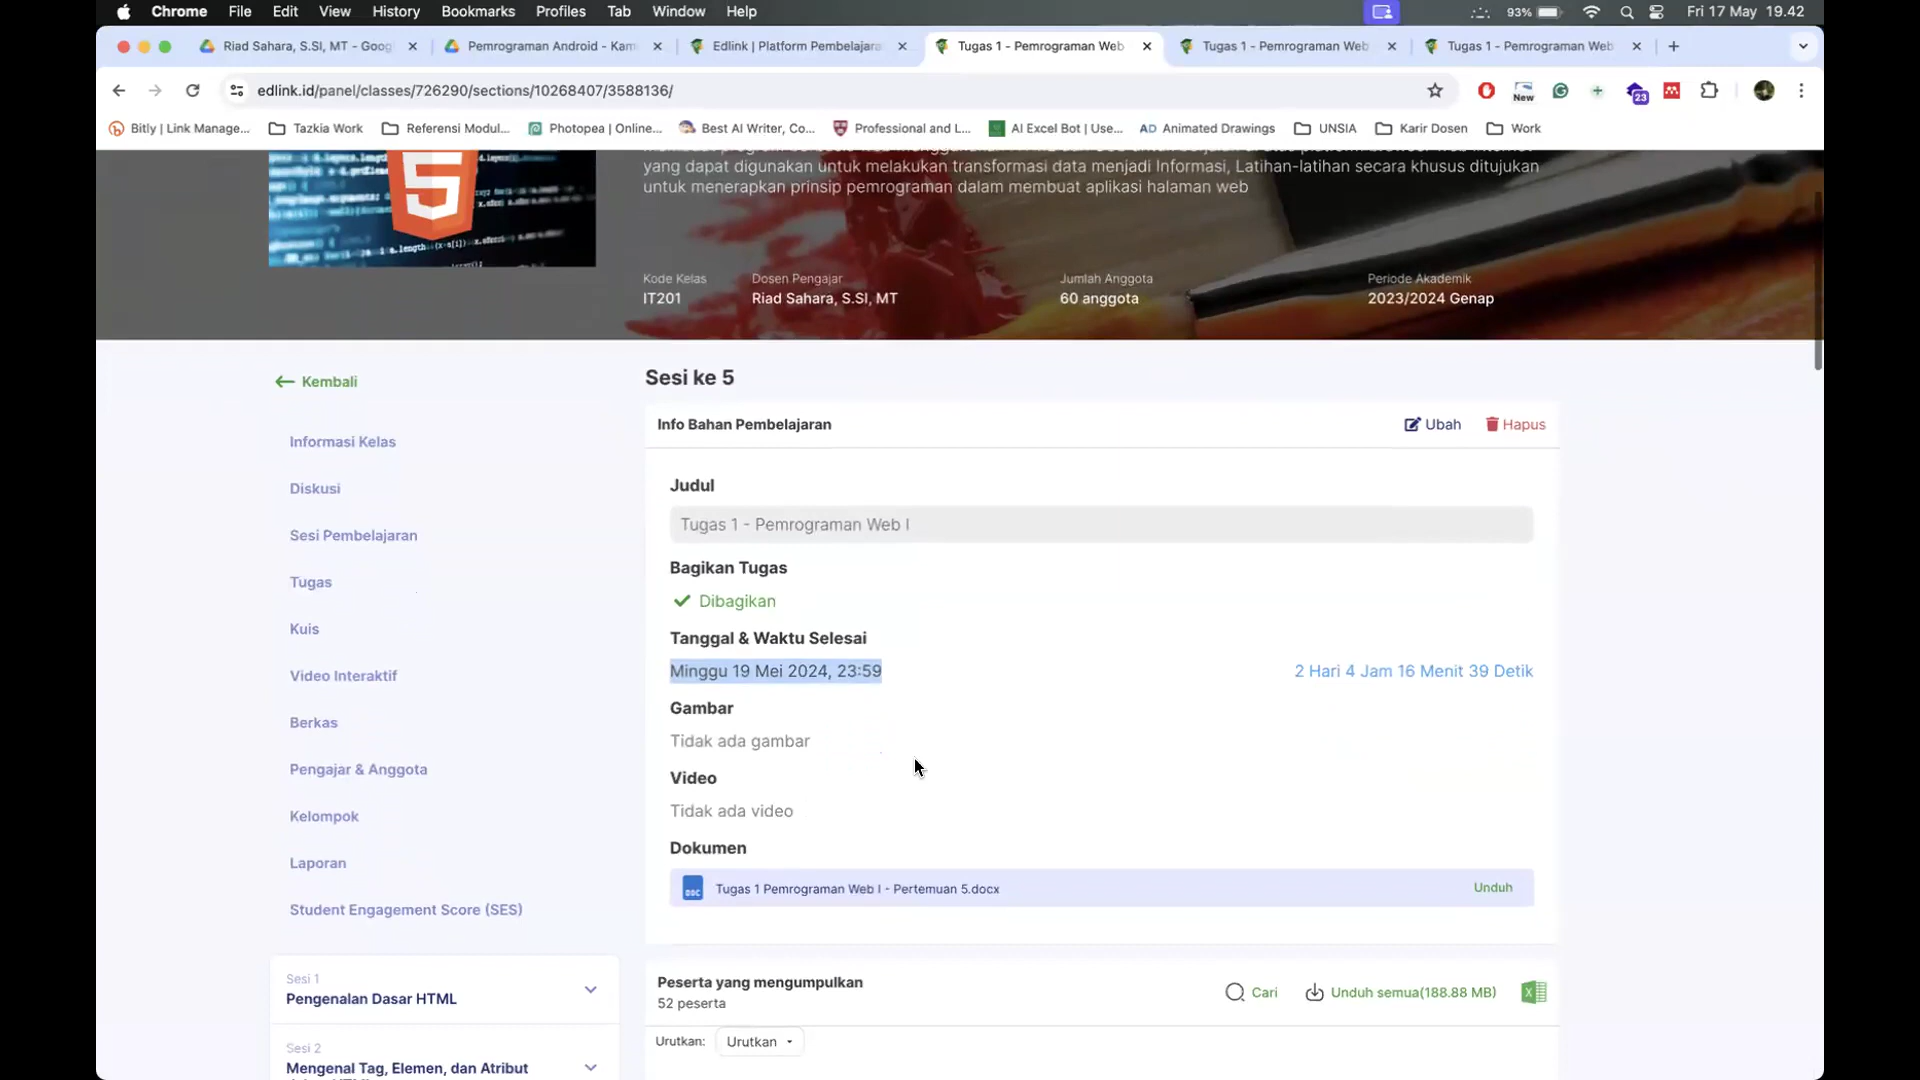 Chrome File Edit View History Bookmarks Profiles Tab Window Help 93% Fri 17 May 19.42
Riad Sahara, S.SI, MT - Goog Pemrograman Android - Kam Edlink | Platform Pembelajara Tugas 1 - Pemrograman Web Tugas 1 - Pemrograman Web Tugas 1 - Pemrograman Web
edlink.id/panel/classes/726290/sections/10268407/3588136/ New 23
Bitly | Link Manage... Tazkia Work Referensi Modul... Photopea | Online... Best AI Writer, Co... Professional and L... AI Excel Bot | Use... AD Animated Drawings UNSIA Karir Dosen Work
yang dapat digunakan untuk melakukan transformasi data menjadi Informasi, Latihan-latihan secara khusus ditujukan
untuk menerapkan prinsip pemrograman dalam membuat aplikasi halaman web
5
Kode Kelas Dosen Pengajar Jumlah Anggota Periode Akademik
IT201 Riad Sahara, S.SI, MT 60 anggota 2023/2024 Genap
Kembali
Informasi Kelas
Diskusi
Sesi Pembelajaran
Tugas
Kuis
Video Interaktif
Berkas
Pengajar & Anggota
Kelompok
Laporan
Student Engagement Score (SES)
Sesi 1
Pengenalan Dasar HTML
Sesi 2
Mengenal Tag, Elemen, dan Atribut
Sesi ke 5
Info Bahan Pembelajaran Ubah Hapus
Judul
Tugas 1 - Pemrograman Web I
Bagikan Tugas
Dibagikan
Tanggal & Waktu Selesai
Minggu 19 Mei 2024, 23:59 2 Hari 4 Jam 16 Menit 39 Detik
Gambar
Tidak ada gambar
Video
Tidak ada video
Dokumen
DOC Tugas 1 Pemrograman Web I - Pertemuan 5.docx Unduh
Peserta yang mengumpulkan
52 peserta
Cari Unduh semua(188.88 MB)
Urutkan: Urutkan